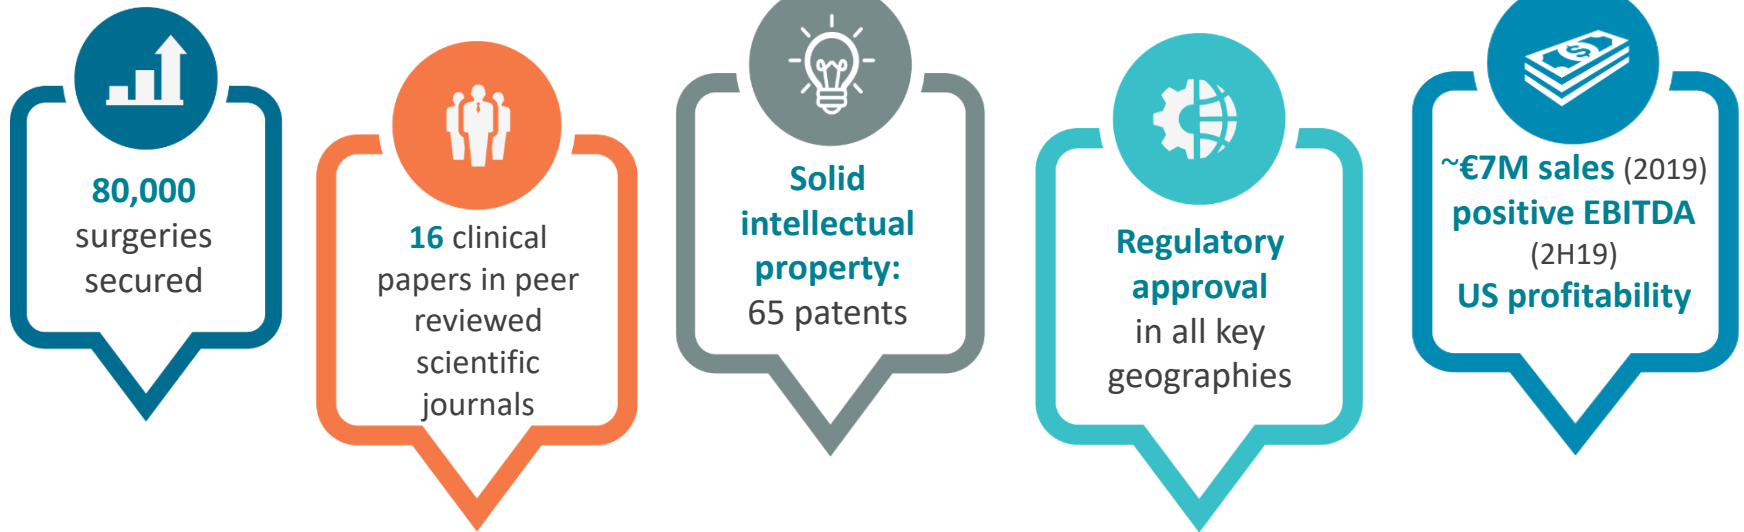 80,000
surgeries
secured
16 clinical
papers in peer
reviewed
scientific
journals
Solid
intellectual
property:
65 patents
Regulatory
approval
in all key
geographies
~€7M sales (2019)
positive EBITDA
(2H19)
US profitability